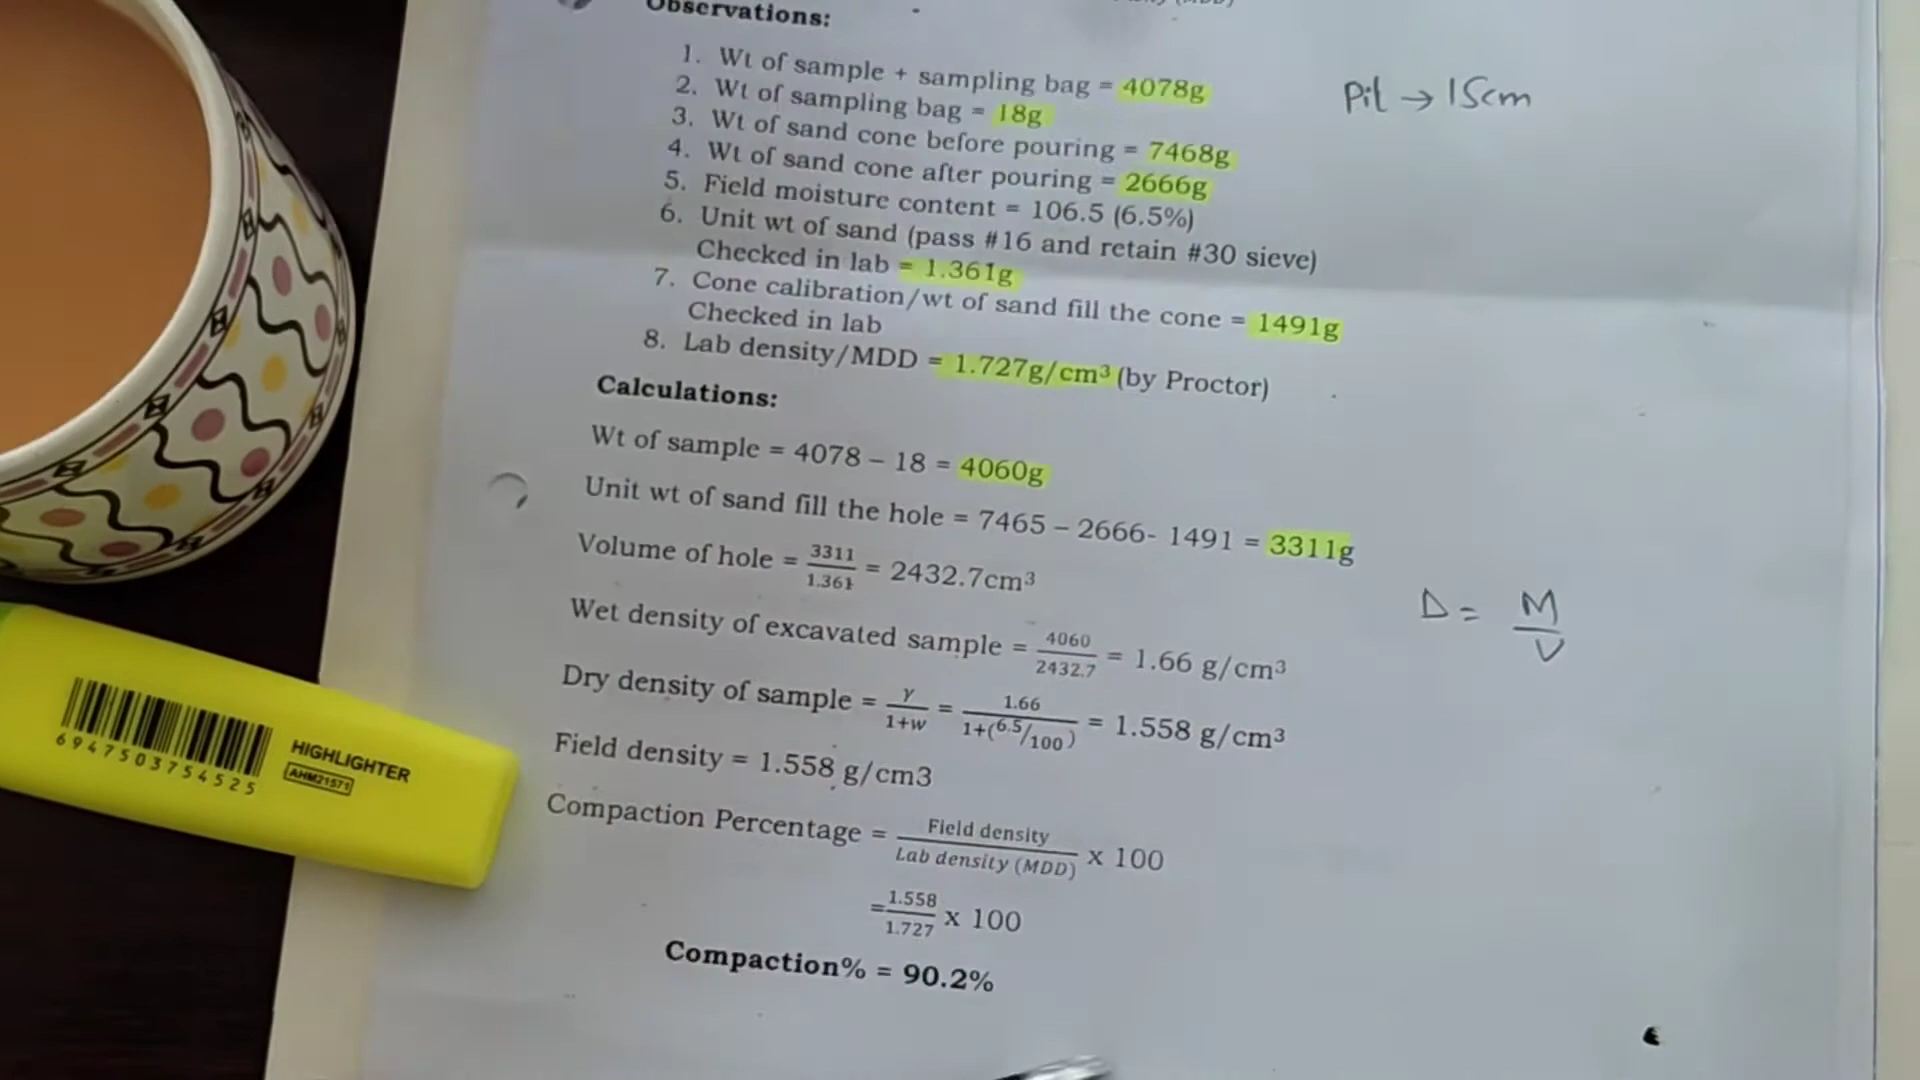 Observations:
1. Wt of sample + sampling bag = 4078g
2. Wt of sampling bag = 18g
3. Wt of sand cone before pouring = 7468g
4. Wt of sand cone after pouring = 2666g
5. Field moisture content = 106.5 (6.5%)
6. Unit wt of sand (pass #16 and retain #30 sieve)
Checked in lab = 1.361g
7. Cone calibration/wt of sand fill the cone = 1491g
Checked in lab
8. Lab density/MDD = 1.727g/cm³ (by Proctor)
Pit → 15cm
Calculations:
Wt of sample = 4078 – 18 = 4060g
Unit wt of sand fill the hole = 7465 – 2666- 1491 = 3311g
Volume of hole = 3311/1.361 = 2432.7cm³
Wet density of excavated sample = 4060/2432.7 = 1.66 g/cm³
D = M/V
Dry density of sample = γ/1+w = 1.66/1+(6.5/100) = 1.558 g/cm³
Field density = 1.558 g/cm3
Compaction Percentage = Field density/Lab density (MDD) x 100
= 1.558/1.727 x 100
Compaction% = 90.2%
HIGHLIGHTER
AHM21571
6947503754525